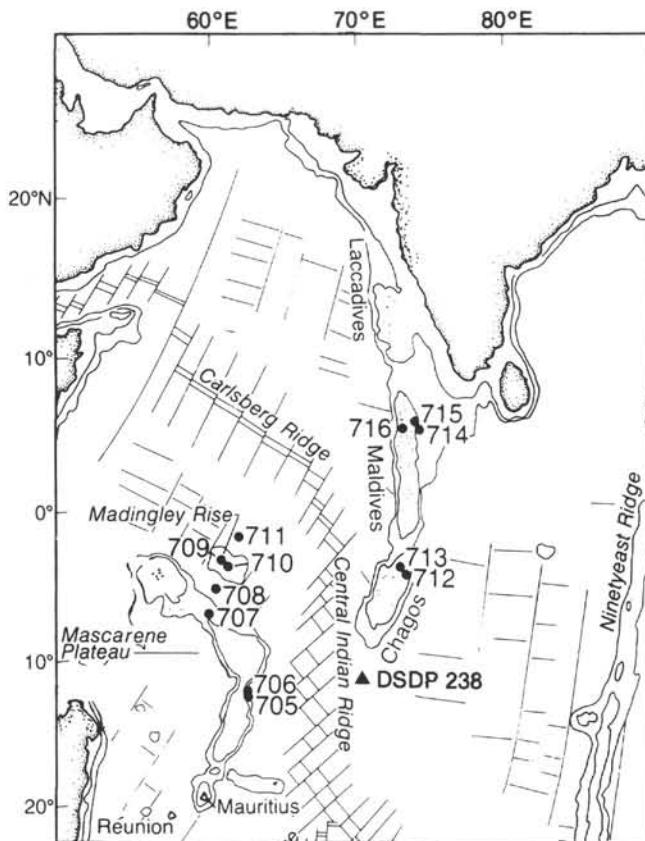 60°E 70°E 80°E
20°N
Laccadives
10°
Carlsberg Ridge
715
716
714
Maldives
0°
Madingley Rise
711
709
710
713
712
708
707
Chagos
Central Indian Ridge
Ninetyeast Ridge
Mascarene
Plateau
10°
DSDP 238
706
705
20°
Mauritius
Reunion